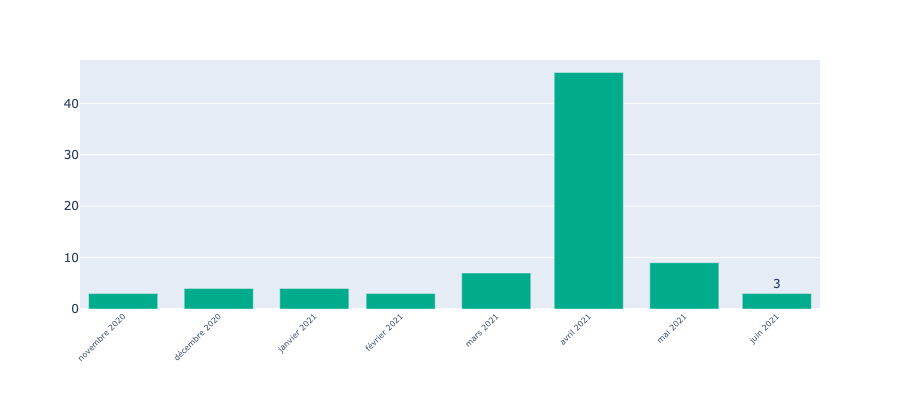 40
30
20
10
0
3
novembre 2020
décembre 2020
janvier 2021
février 2021
mars 2021
avril 2021
mai 2021
juin 2021